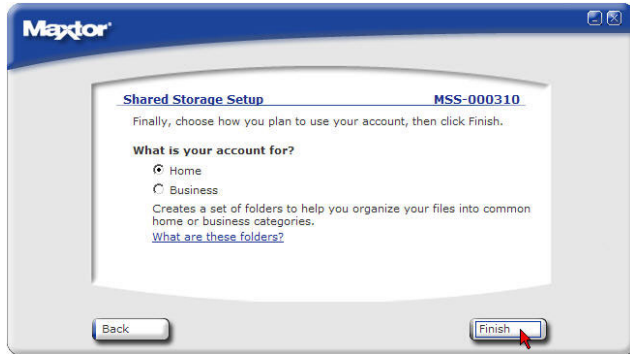 Maxtor
Shared Storage Setup MSS-000310
Finally, choose how you plan to use your account, then click Finish.
What is your account for?
Home
Business
Creates a set of folders to help you organize your files into common
home or business categories.
What are these folders?
Back Finish